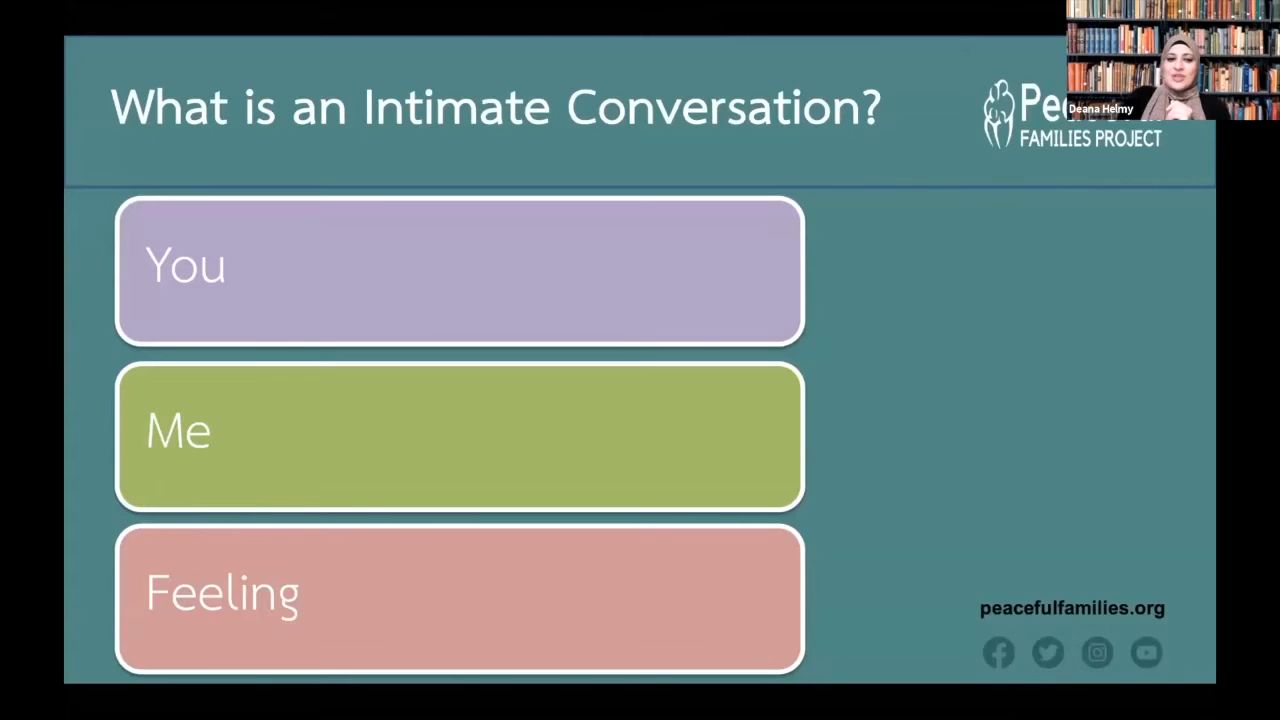 What is an Intimate Conversation?
Deana Helmy
FAMILIES PROJECT
You
Me
Feeling
peacefulfamilies.org